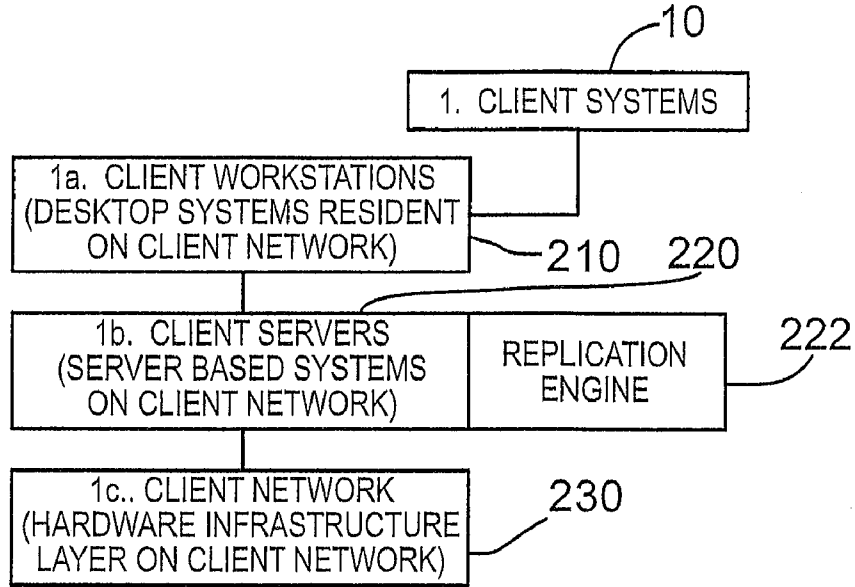 10
1. CLIENT SYSTEMS
1a. CLIENT WORKSTATIONS
(DESKTOP SYSTEMS RESIDENT
ON CLIENT NETWORK)
210
220
1b. CLIENT SERVERS
(SERVER BASED SYSTEMS
ON CLIENT NETWORK)
REPLICATION
ENGINE
222
1c.. CLIENT NETWORK
(HARDWARE INFRASTRUCTURE
LAYER ON CLIENT NETWORK)
230